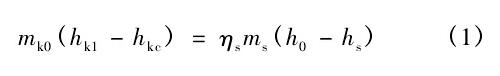 m_{k0}(h_{k1} - h_{kc}) = η_s m_s(h_0 - h_s) (1)